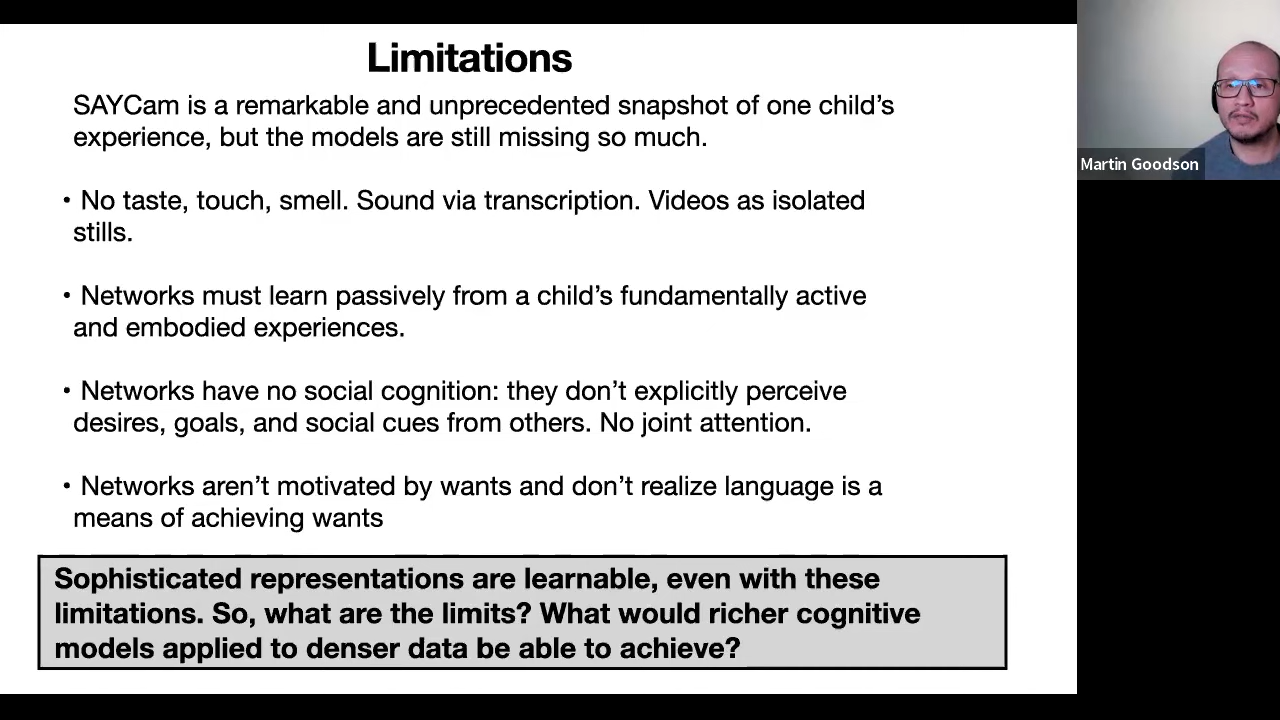 Limitations
SAYCam is a remarkable and unprecedented snapshot of one child's
experience, but the models are still missing so much.
• No taste, touch, smell. Sound via transcription. Videos as isolated
stills.
• Networks must learn passively from a child's fundamentally active
and embodied experiences.
• Networks have no social cognition: they don't explicitly perceive
desires, goals, and social cues from others. No joint attention.
• Networks aren't motivated by wants and don't realize language is a
means of achieving wants
Sophisticated representations are learnable, even with these
limitations. So, what are the limits? What would richer cognitive
models applied to denser data be able to achieve?
Martin Goodson